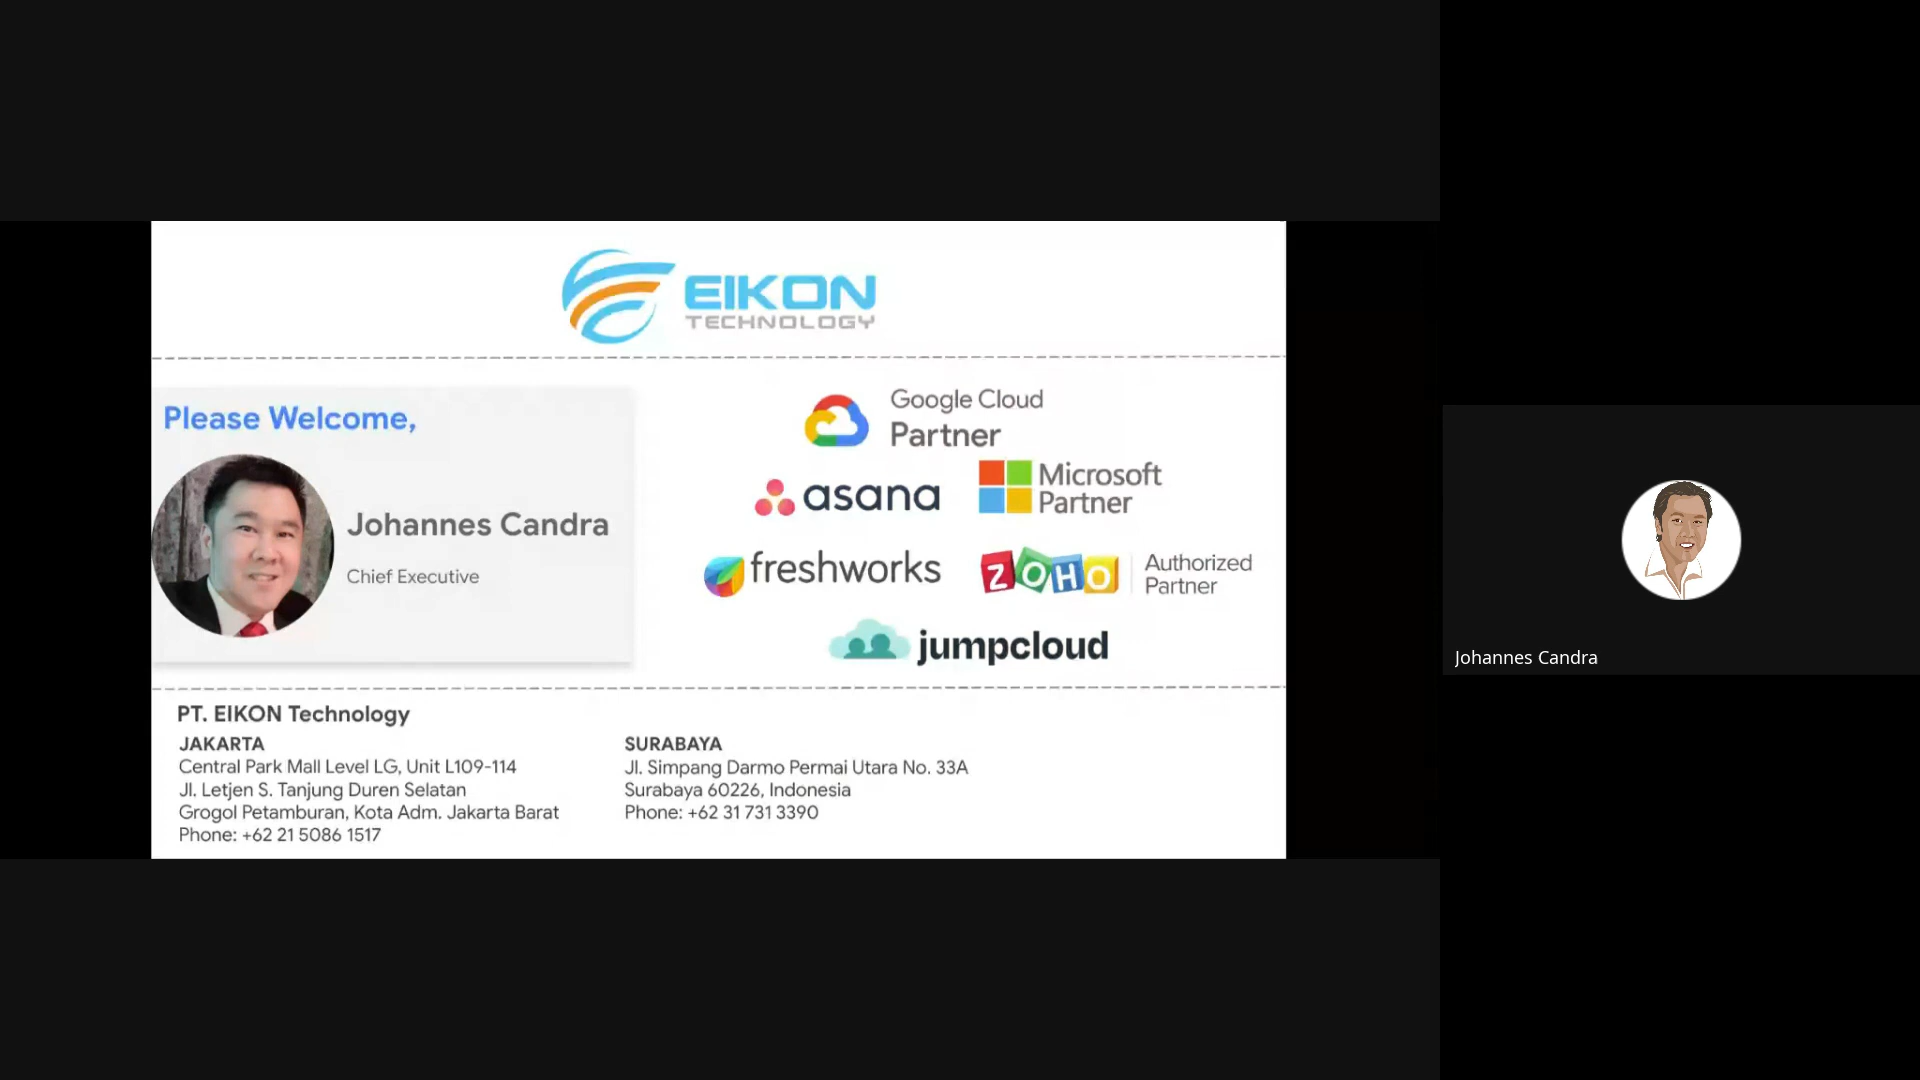 EIKON
TECHNOLOGY
Please Welcome,
Johannes Candra
Chief Executive
Google Cloud
Partner
asana
Microsoft
Partner
freshworks
ZOHO
Authorized
Partner
jumpcloud
PT. EIKON Technology
JAKARTA
Central Park Mall Level LG, Unit L109-114
Jl. Letjen S. Tanjung Duren Selatan
Grogol Petamburan, Kota Adm. Jakarta Barat
Phone: +62 21 5086 1517
SURABAYA
Jl. Simpang Darmo Permai Utara No. 33A
Surabaya 60226, Indonesia
Phone: +62 31 731 3390
Johannes Candra